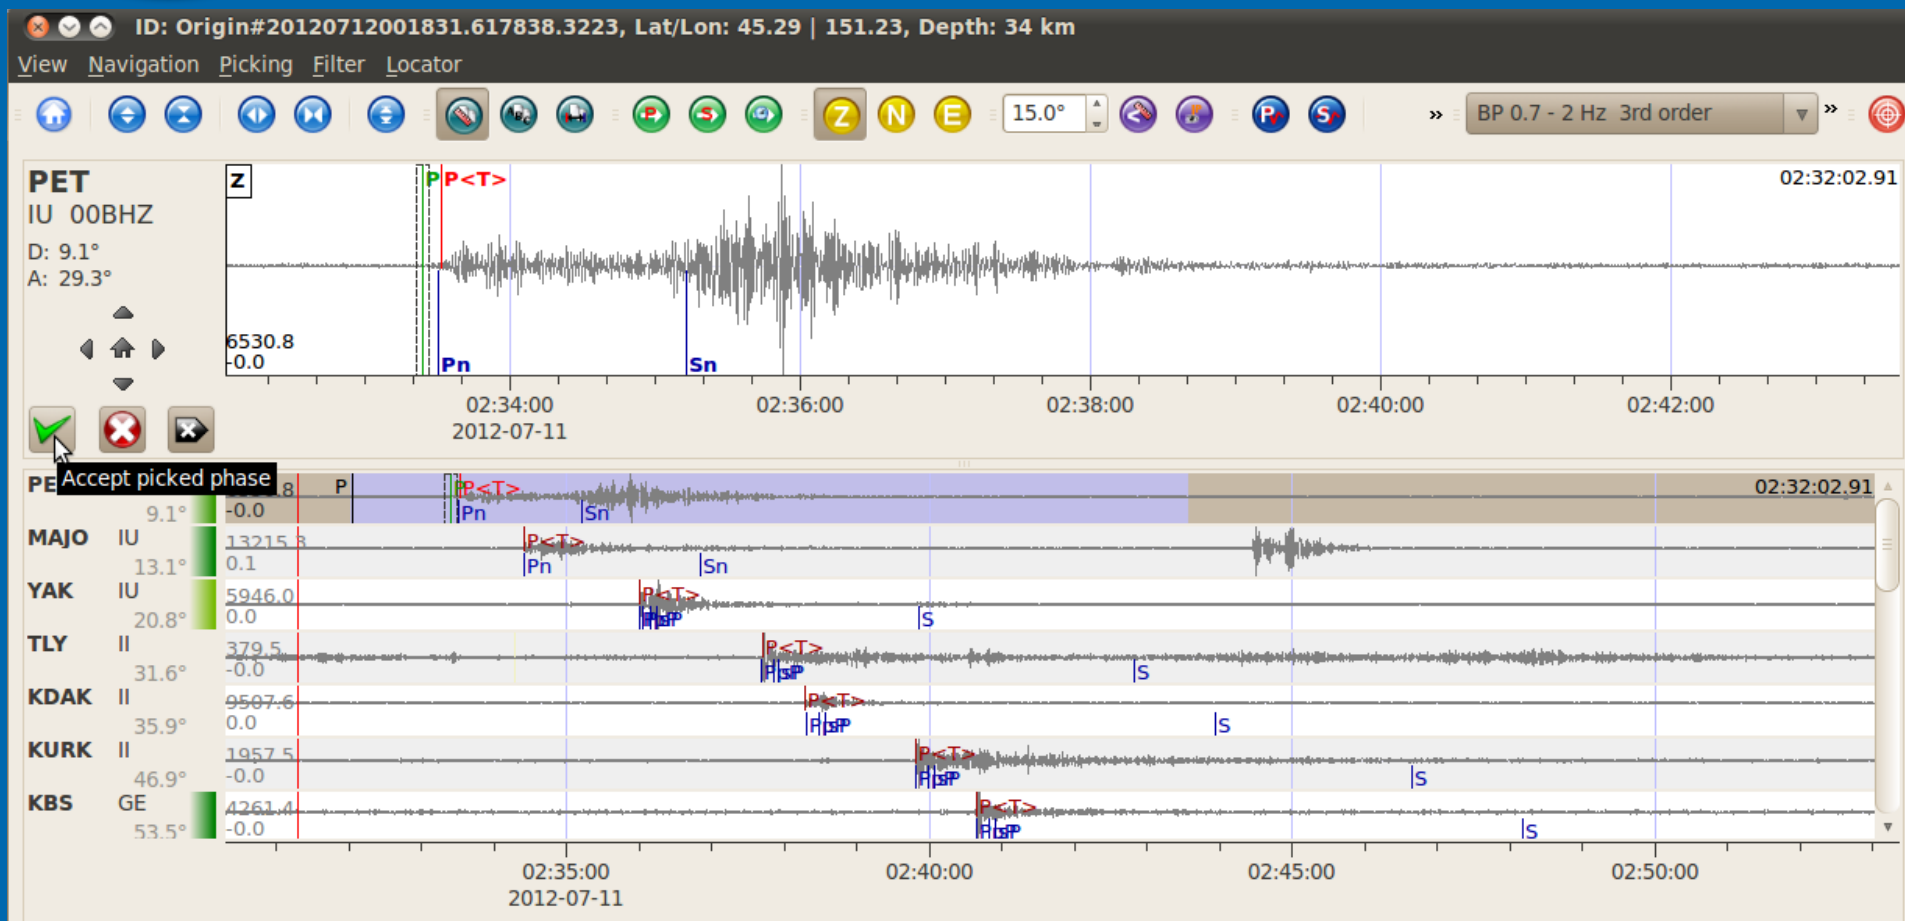 ID: Origin#20120712001831.617838.3223, Lat/Lon: 45.29 | 151.23, Depth: 34 km
View Navigation Picking Filter Locator
P S Z N E 15.0° P S » BP 0.7 - 2 Hz 3rd order »
PET
IU 00BHZ
D: 9.1°
A: 29.3°
Z P P<T> 02:32:02.91
6530.8
-0.0
Pn Sn
02:34:00 02:36:00 02:38:00 02:40:00 02:42:00
2012-07-11
Accept picked phase
PE .8 P P<T> 02:32:02.91
9.1° -0.0 Pn Sn
MAJO IU 13215.3 P<T>
13.1° 0.1 Pn Sn
YAK IU 5946.0 P<T>
20.8° 0.0 S
TLY II 379.5 P<T>
31.6° -0.0 S
KDAK II 9507.6 P<T>
35.9° 0.0 S
KURK II 1957.5 P<T>
46.9° -0.0 S
KBS GE 4261.4 P<T>
53.5° -0.0 S
02:35:00 02:40:00 02:45:00 02:50:00
2012-07-11